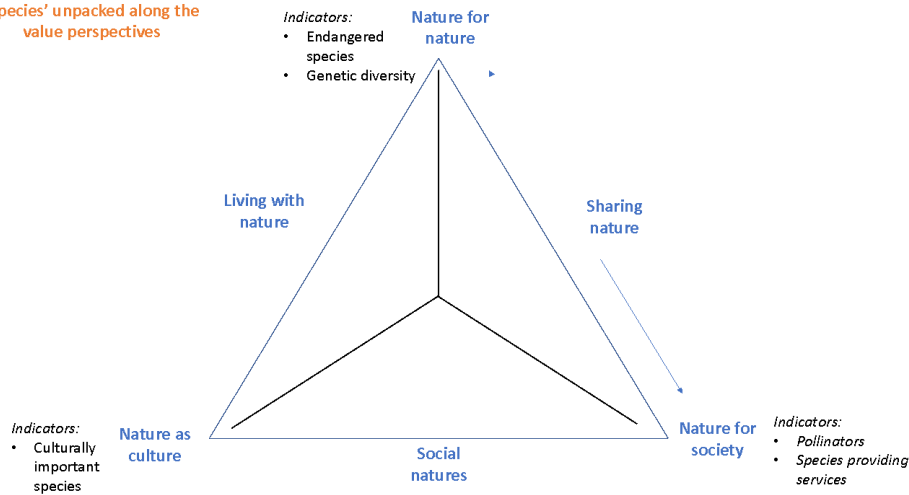 pecies’ unpacked along the
value perspectives
Indicators:
• Endangered
species
• Genetic diversity
Nature for
nature
Living with
nature
Sharing
nature
Indicators:
• Culturally
important
species
Nature as
culture
Social
natures
Nature for
society
Indicators:
• Pollinators
• Species providing
services